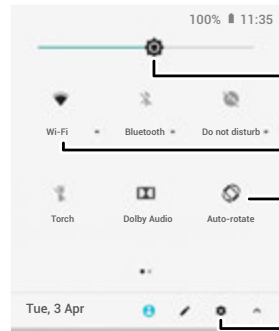 100% 11:35
Wi-Fi Bluetooth Do not disturb
Torch Dolby Audio Auto-rotate
Tue, 3 Apr